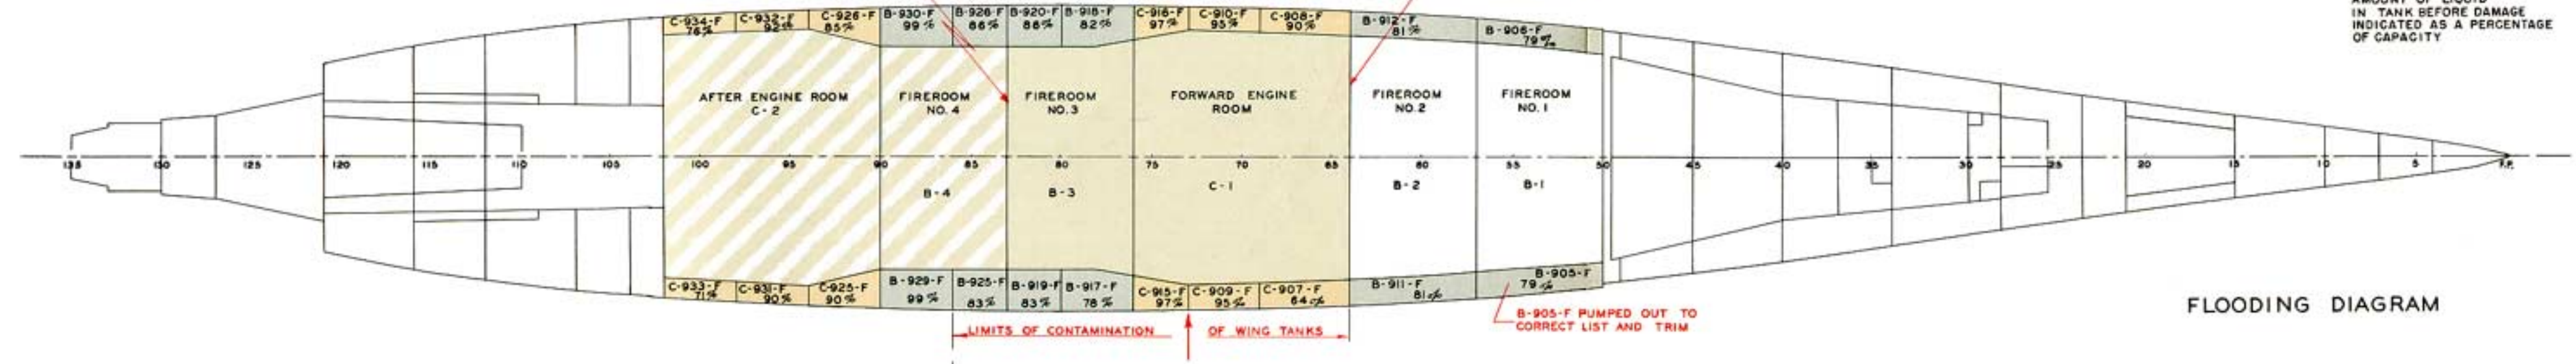 AMOUNT OF LIQUID
IN TANK BEFORE DAMAGE
INDICATED AS A PERCENTAGE
OF CAPACITY
C-934-F
76%
C-932-F
92%
C-926-F
85%
B-930-F
99%
B-926-F
86%
B-920-F
86%
B-918-F
82%
C-916-F
97%
C-910-F
95%
C-908-F
90%
B-912-F
81%
B-906-F
79%
AFTER ENGINE ROOM
C-2
FIREROOM
NO. 4
FIREROOM
NO. 3
FORWARD ENGINE
ROOM
FIREROOM
NO. 2
FIREROOM
NO. 1
135 130 125 120 115 110 105 100 95 90 85 80 75 70 65 60 55 50 45 40 35 30 25 20 15 10 5 F.P.
B-4
B-3
C-1
B-2
B-1
C-933-F
71%
C-931-F
90%
C-925-F
90%
B-929-F
99%
B-925-F
83%
B-919-F
83%
B-917-F
78%
C-915-F
97%
C-909-F
95%
C-907-F
64%
B-911-F
81%
B-905-F
79%
LIMITS OF CONTAMINATION OF WING TANKS
B-905-F PUMPED OUT TO
CORRECT LIST AND TRIM
FLOODING DIAGRAM